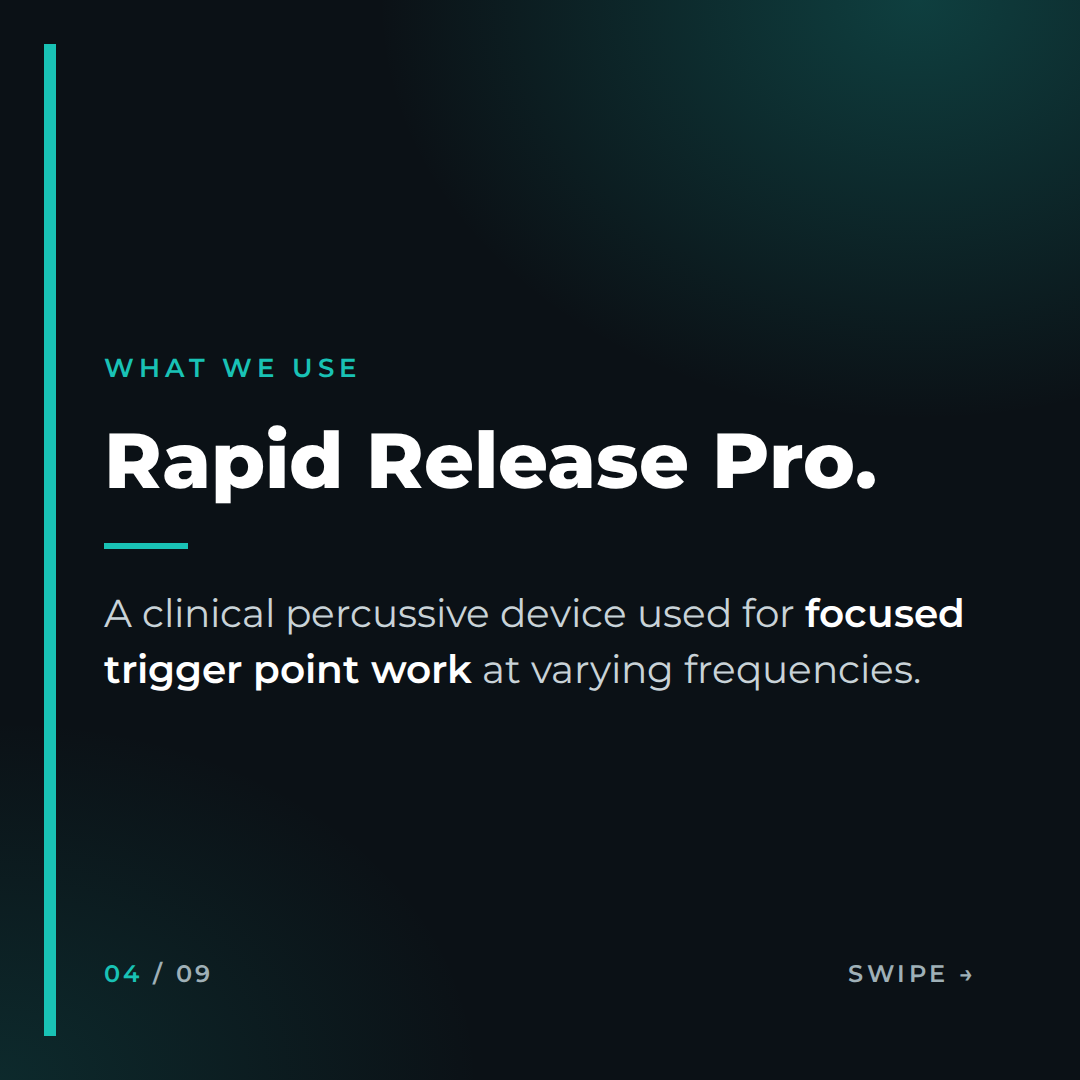 WHAT WE USE
Rapid Release Pro.
A clinical percussive device used for focused
trigger point work at varying frequencies.
04 / 09
SWIPE →